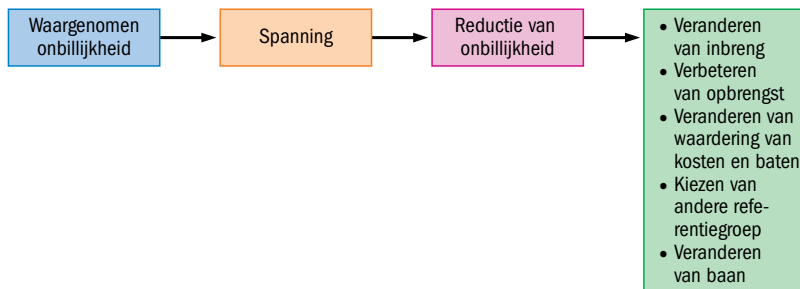 Waargenomen
onbillijkheid
Spanning
Reductie van
onbillijkheid
• Veranderen
van inbreng
• Verbeteren
van opbrengst
• Veranderen van
waardering van
kosten en baten
• Kiezen van
andere refe-
rentiegroep
• Veranderen
van baan